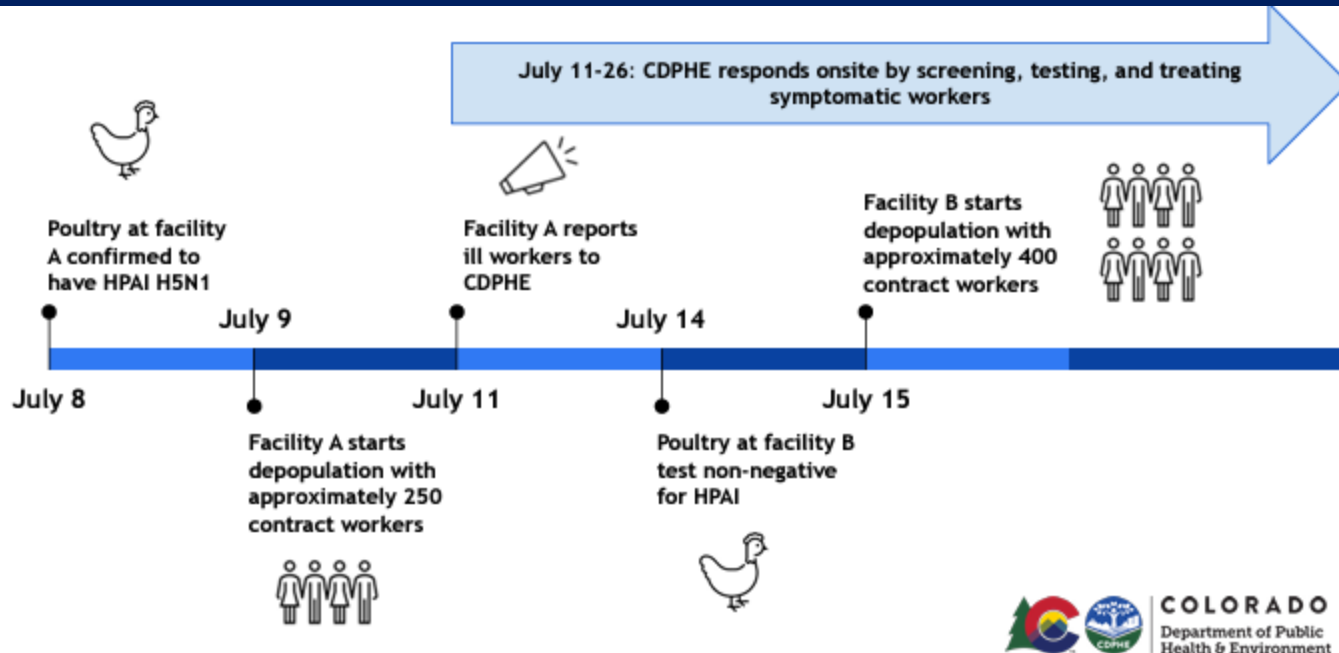 July 11-26: CDPHE responds onsite by screening, testing, and treating
symptomatic workers
Poultry at facility
A confirmed to
have HPAI H5N1
July 8
July 9
Facility A starts
depopulation with
approximately 250
contract workers
Facility A reports
ill workers to
CDPHE
July 11
July 14
Poultry at facility B
test non-negative
for HPAI
Facility B starts
depopulation with
approximately 400
contract workers
July 15
CDPHE
COLORADO
Department of Public
Health & Environment